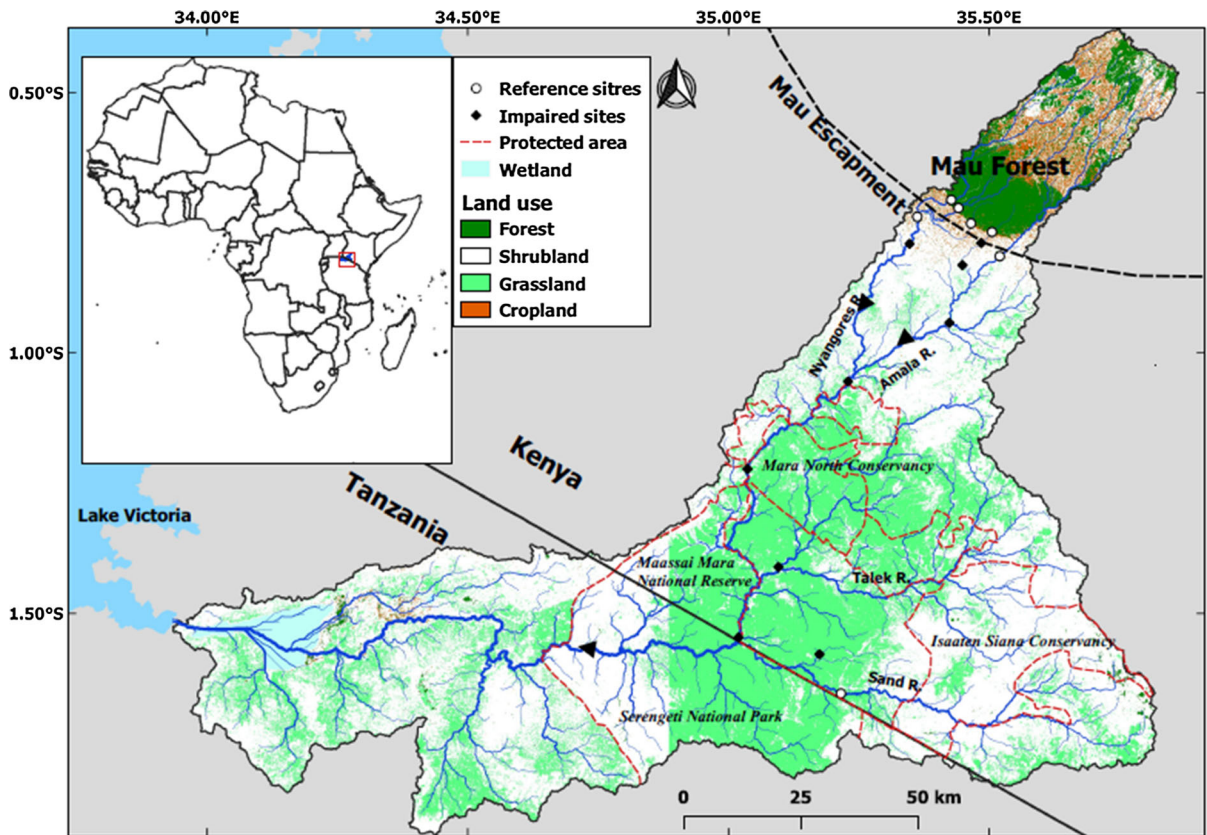 34.00°E
34.50°E
35.00°E
35.50°E
0.50°S
1.00°S
1.50°S
Reference sitres
Impaired sites
Protected area
Wetland
Land use
Forest
Shrubland
Grassland
Cropland
Mau Escapment
Mau Forest
Nyangores R.
Amala R.
Kenya
Tanzania
Mara North Conservancy
Lake Victoria
Maassai Mara
National Reserve
Talek R.
Isaaten Siana Conservancy
Sand R.
Serengeti National Park
0
25
50 km